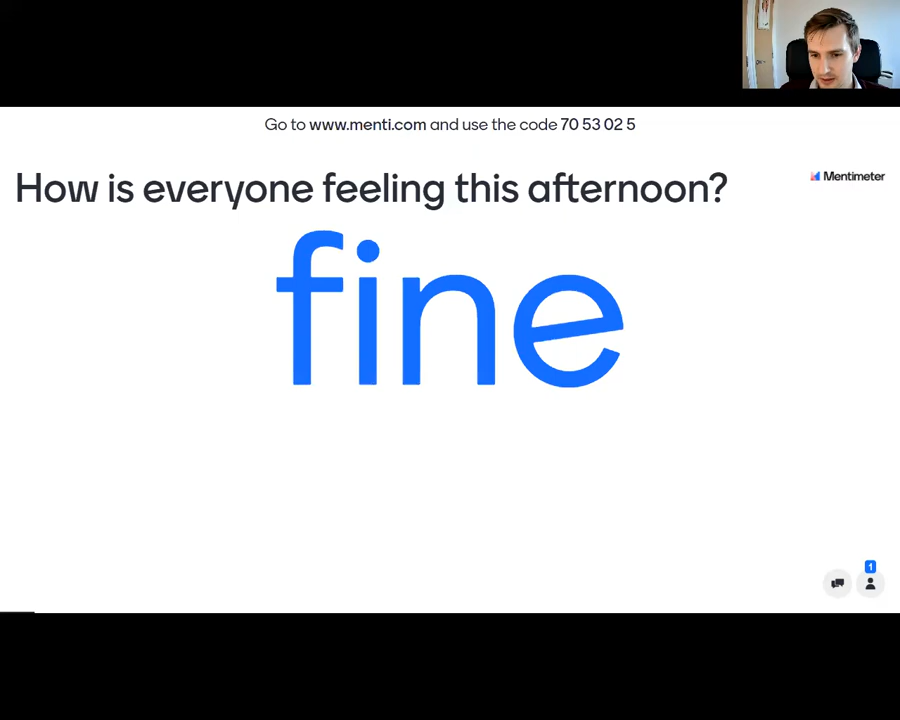 Go to www.menti.com and use the code 70 53 02 5
How is everyone feeling this afternoon?
Mentimeter
fine
1